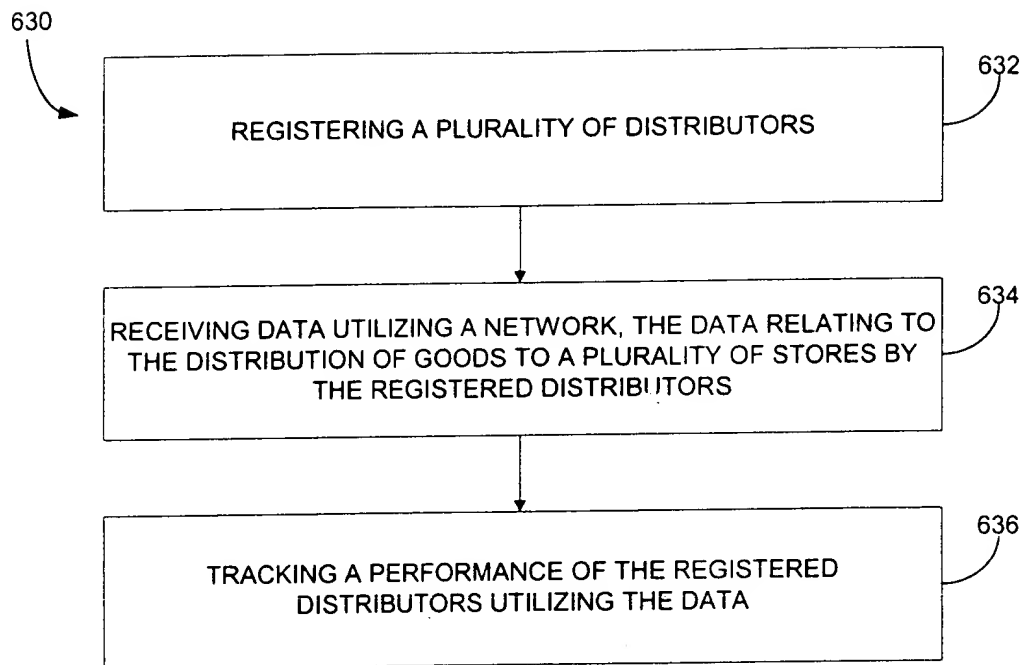 630
632
REGISTERING A PLURALITY OF DISTRIBUTORS
634
RECEIVING DATA UTILIZING A NETWORK, THE DATA RELATING TO
THE DISTRIBUTION OF GOODS TO A PLURALITY OF STORES BY
THE REGISTERED DISTRIBUTORS
636
TRACKING A PERFORMANCE OF THE REGISTERED
DISTRIBUTORS UTILIZING THE DATA